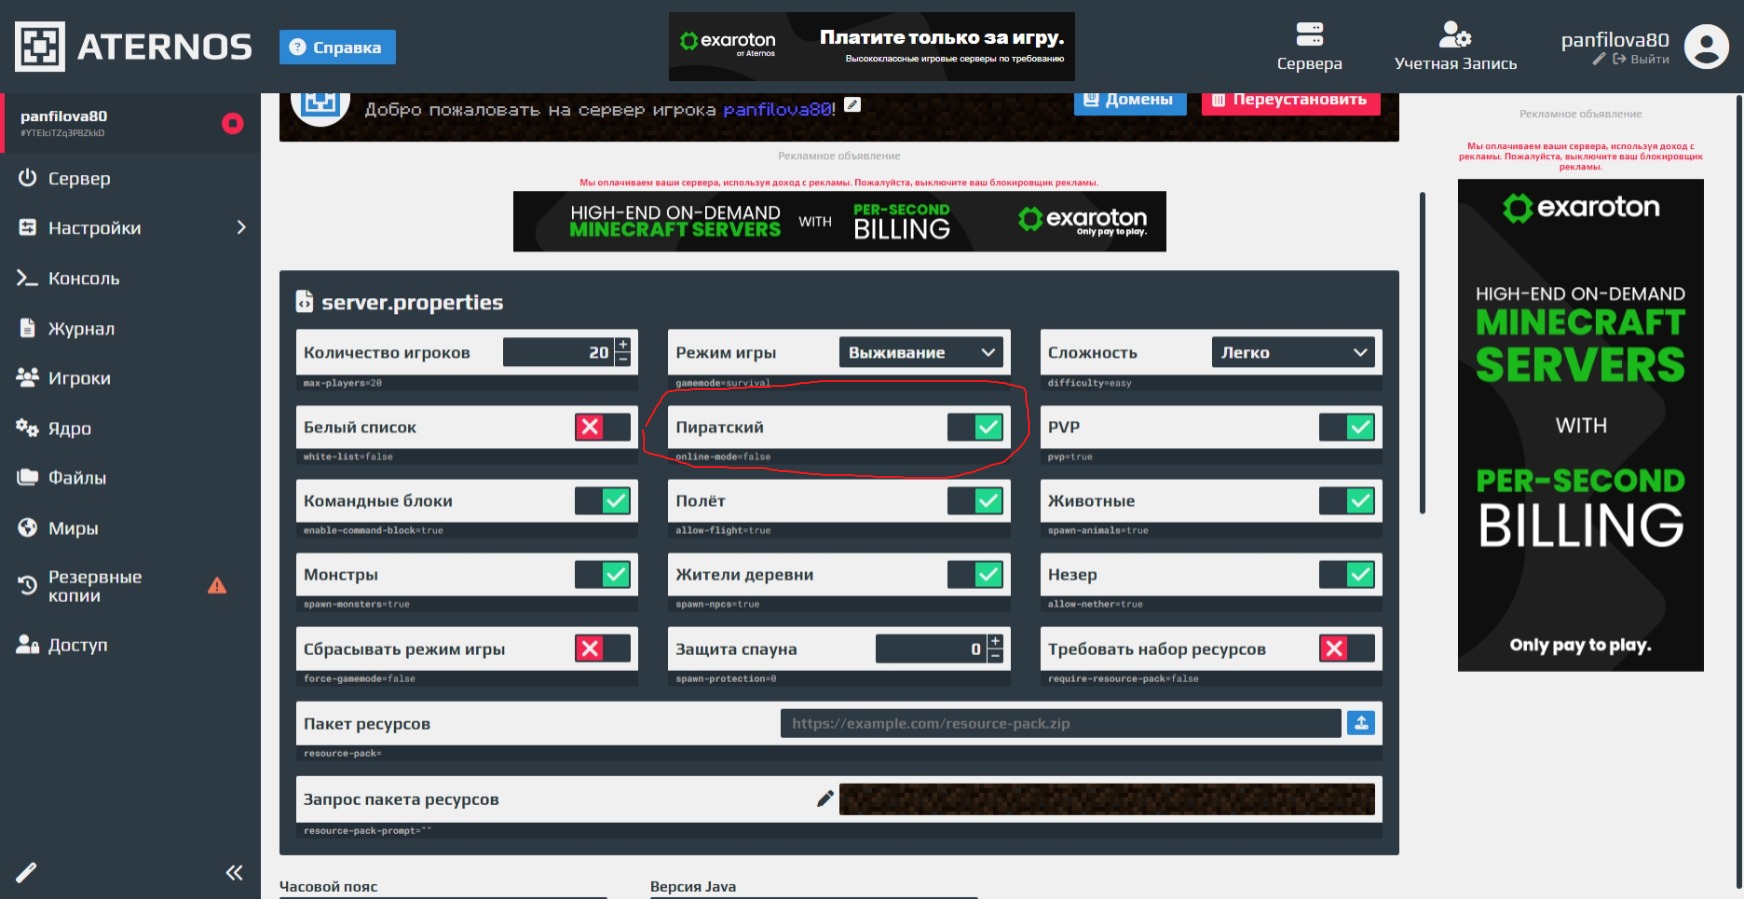 ATERNOS
Справка
exaroton
от Aternos
Платите только за игру.
Высококлассные игровые серверы по требованию
Сервера
Учетная Запись
panfilova80
Выйти
panfilova80
#YTEIciTZq3PBZkkD
Сервер
Настройки
Консоль
Журнал
Игроки
Ядро
Файлы
Миры
Резервные
копии
Доступ
Добро пожаловать на сервер игрока panfilova80!
Домены
Переустановить
Рекламное объявление
Мы оплачиваем ваши сервера, используя доход с рекламы. Пожалуйста, выключите ваш блокировщик рекламы.
HIGH-END ON-DEMAND
MINECRAFT SERVERS
WITH
PER-SECOND
BILLING
exaroton
Only pay to play.
server.properties
Количество игроков 20
max-players=20
Режим игры Выживание
gamemode=survival
Сложность Легко
difficulty=easy
Белый список
white-list=false
Пиратский
online-mode=false
PVP
pvp=true
Командные блоки
enable-command-block=true
Полёт
allow-flight=true
Животные
spawn-animals=true
Монстры
spawn-monsters=true
Жители деревни
spawn-npcs=true
Незер
allow-nether=true
Сбрасывать режим игры
force-gamemode=false
Защита спауна 0
spawn-protection=0
Требовать набор ресурсов
require-resource-pack=false
Пакет ресурсов https://example.com/resource-pack.zip
resource-pack=
Запрос пакета ресурсов
resource-pack-prompt=""
Часовой пояс
Версия Java
Рекламное объявление
Мы оплачиваем ваши сервера, используя доход с
рекламы. Пожалуйста, выключите ваш блокировщик
рекламы.
exaroton
HIGH-END ON-DEMAND
MINECRAFT
SERVERS
WITH
PER-SECOND
BILLING
Only pay to play.